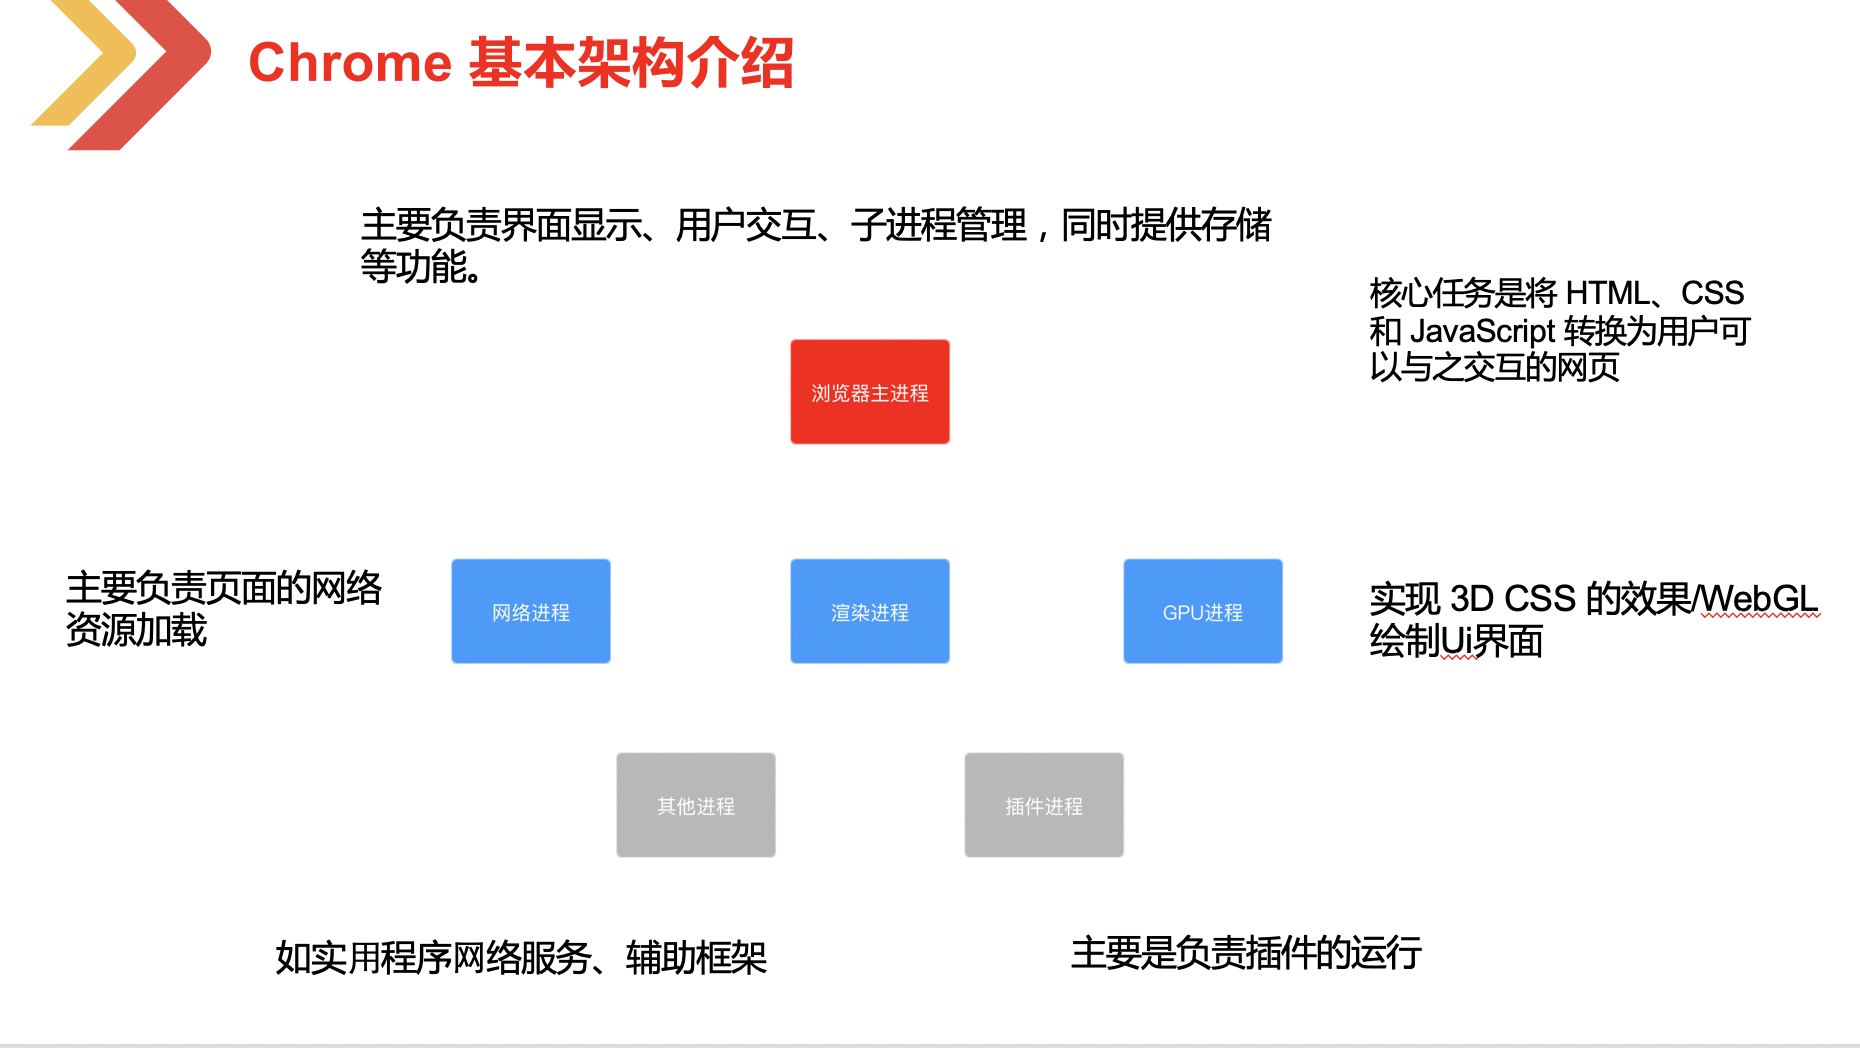 Chrome 基本架构介绍
主要负责界面显示、用户交互、子进程管理，同时提供存储
等功能。
核心任务是将 HTML、CSS
和 JavaScript 转换为用户可
以与之交互的网页
浏览器主进程
主要负责页面的网络
资源加载
网络进程
渲染进程
GPU进程
实现 3D CSS 的效果/WebGL
绘制Ui界面
其他进程
插件进程
如实用程序网络服务、辅助框架
主要是负责插件的运行